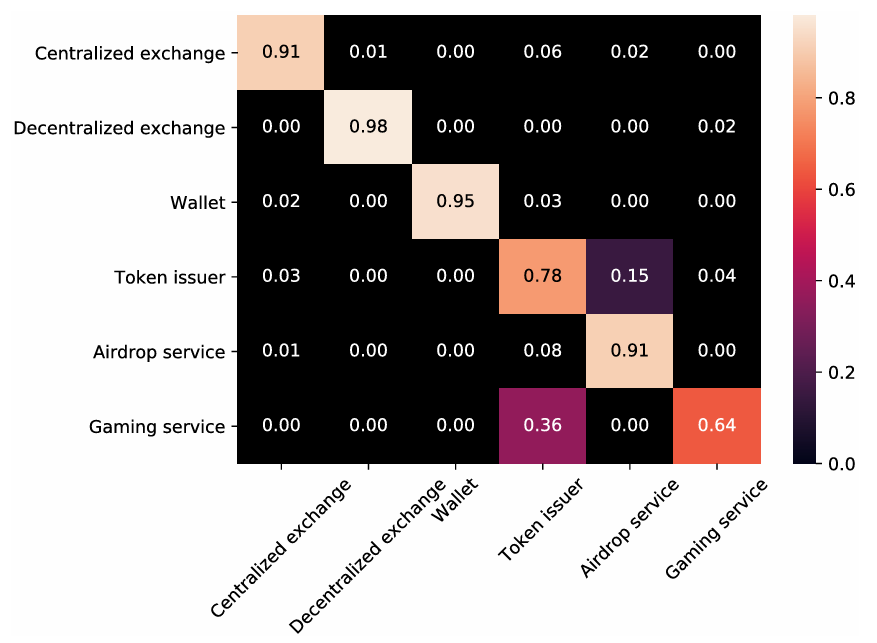 Centralized exchange 0.91 0.01 0.00 0.06 0.02 0.00
Decentralized exchange 0.00 0.98 0.00 0.00 0.00 0.02
Wallet 0.02 0.00 0.95 0.03 0.00 0.00
Token issuer 0.03 0.00 0.00 0.78 0.15 0.04
Airdrop service 0.01 0.00 0.00 0.08 0.91 0.00
Gaming service 0.00 0.00 0.00 0.36 0.00 0.64
Centralized exchange
Decentralized exchange
Wallet
Token issuer
Airdrop service
Gaming service
0.8
0.6
0.4
0.2
0.0